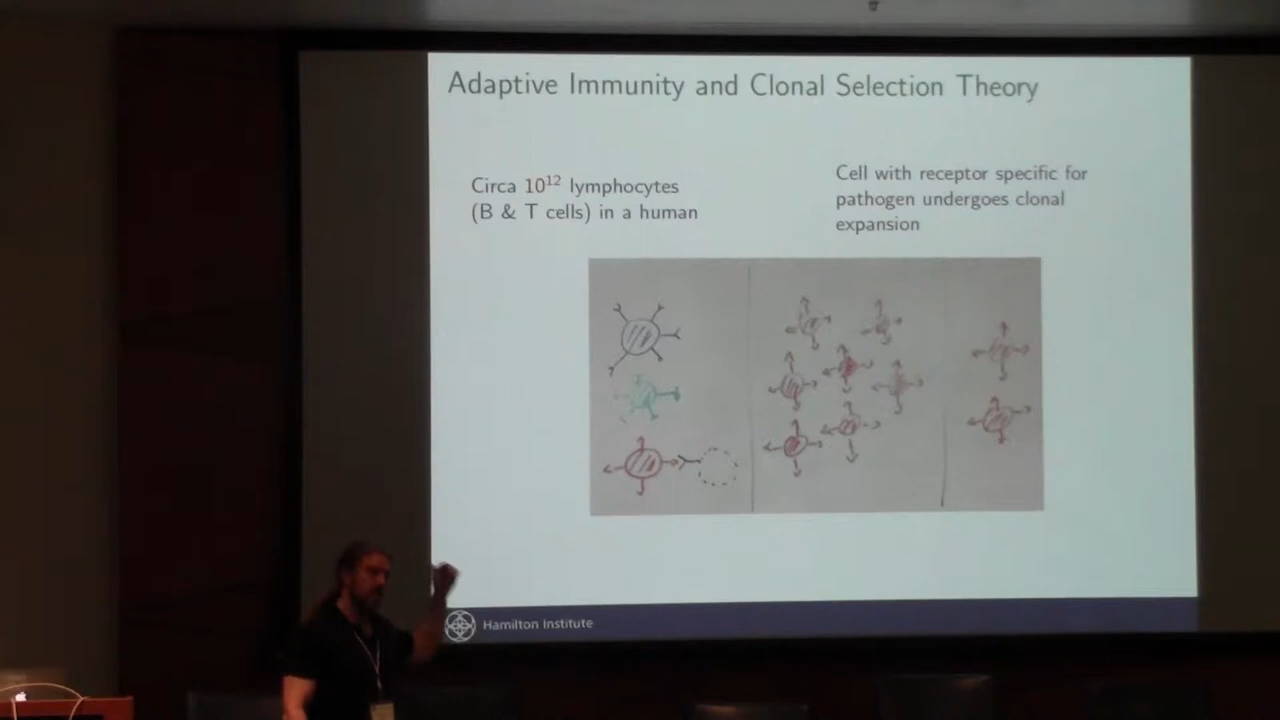 Adaptive Immunity and Clonal Selection Theory
Circa 10¹² lymphocytes
(B & T cells) in a human
Cell with receptor specific for
pathogen undergoes clonal
expansion
Hamilton Institute